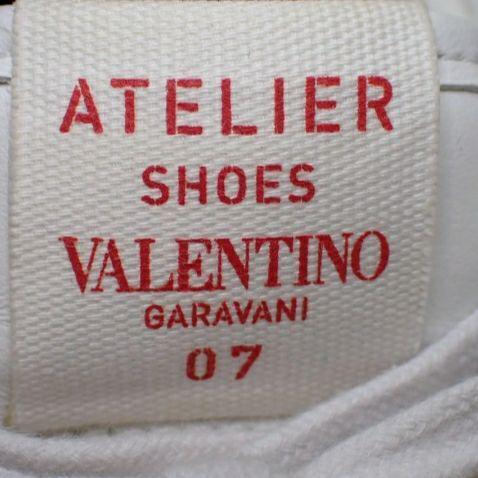 ATELIER
SHOES
VALENTINO
GARAVANI
07